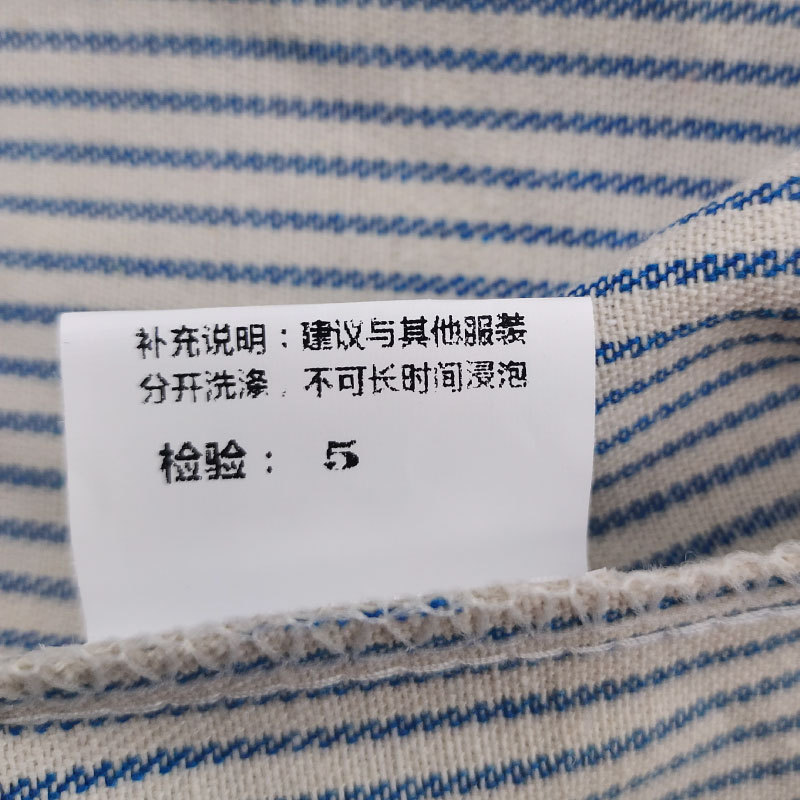 补充说明：建议与其他服装
分开洗涤，不可长时间浸泡
检验： 5